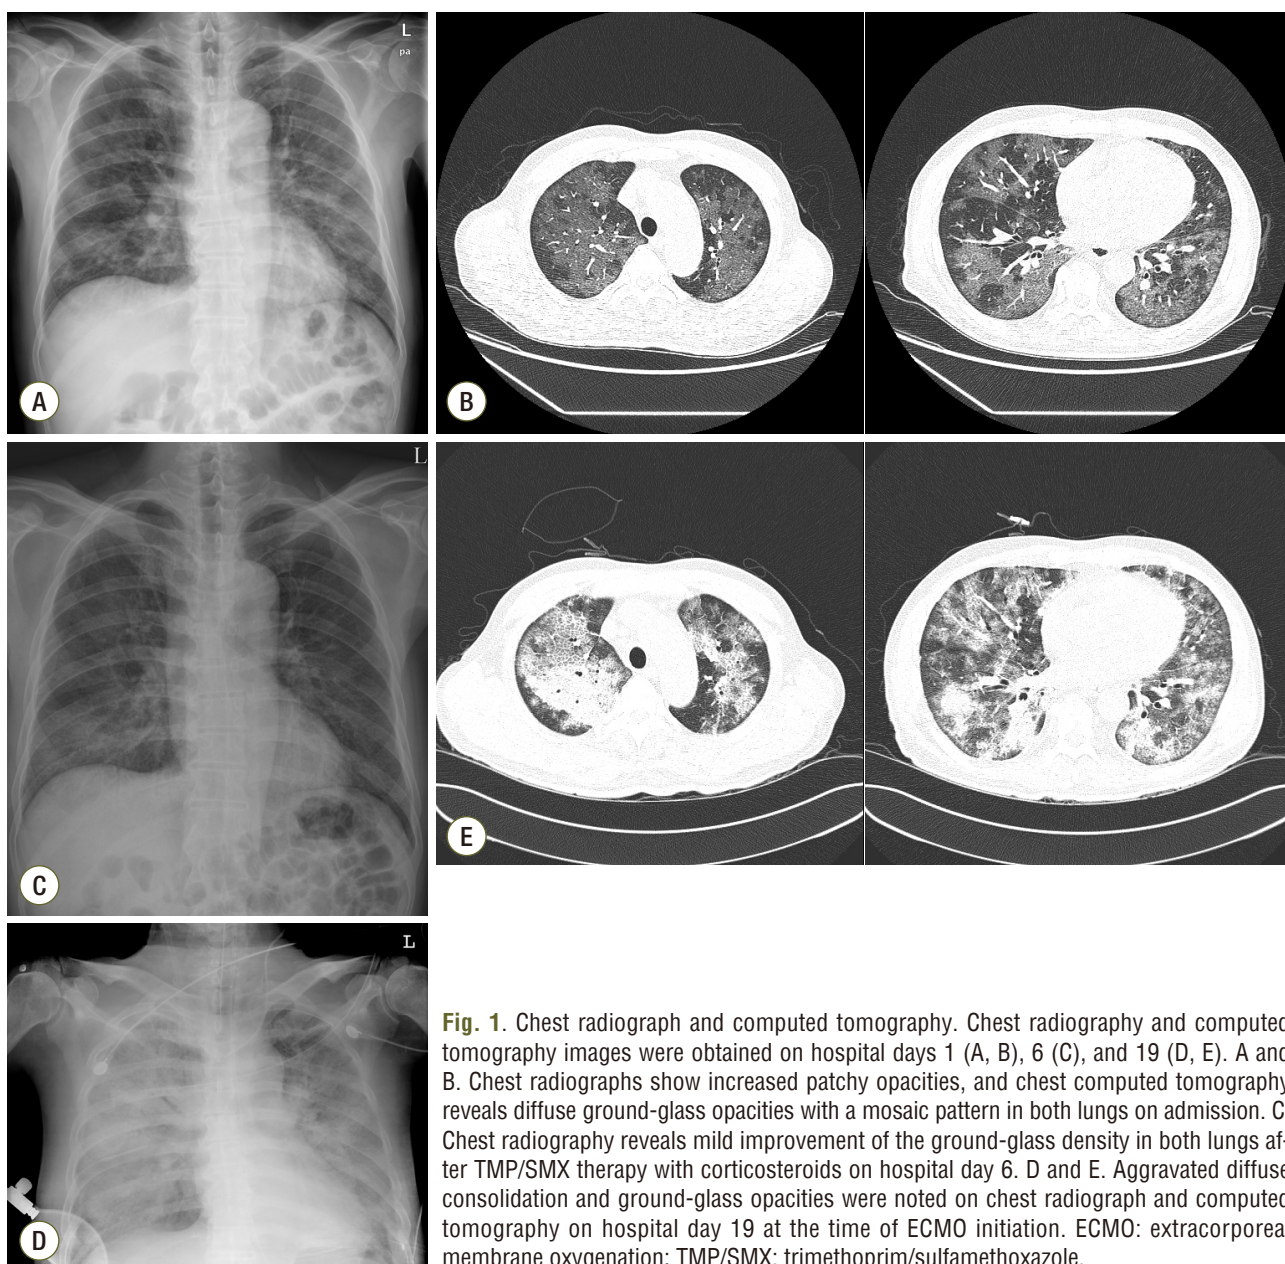 L
pa
A
B
L
C
E
L
D
Fig. 1. Chest radiograph and computed tomography. Chest radiography and computed
tomography images were obtained on hospital days 1 (A, B), 6 (C), and 19 (D, E). A and
B. Chest radiographs show increased patchy opacities, and chest computed tomography
reveals diffuse ground-glass opacities with a mosaic pattern in both lungs on admission. C.
Chest radiography reveals mild improvement of the ground-glass density in both lungs af-
ter TMP/SMX therapy with corticosteroids on hospital day 6. D and E. Aggravated diffuse
consolidation and ground-glass opacities were noted on chest radiograph and computed
tomography on hospital day 19 at the time of ECMO initiation. ECMO: extracorporeal
membrane oxygenation; TMP/SMX: trimethoprim/sulfamethoxazole.